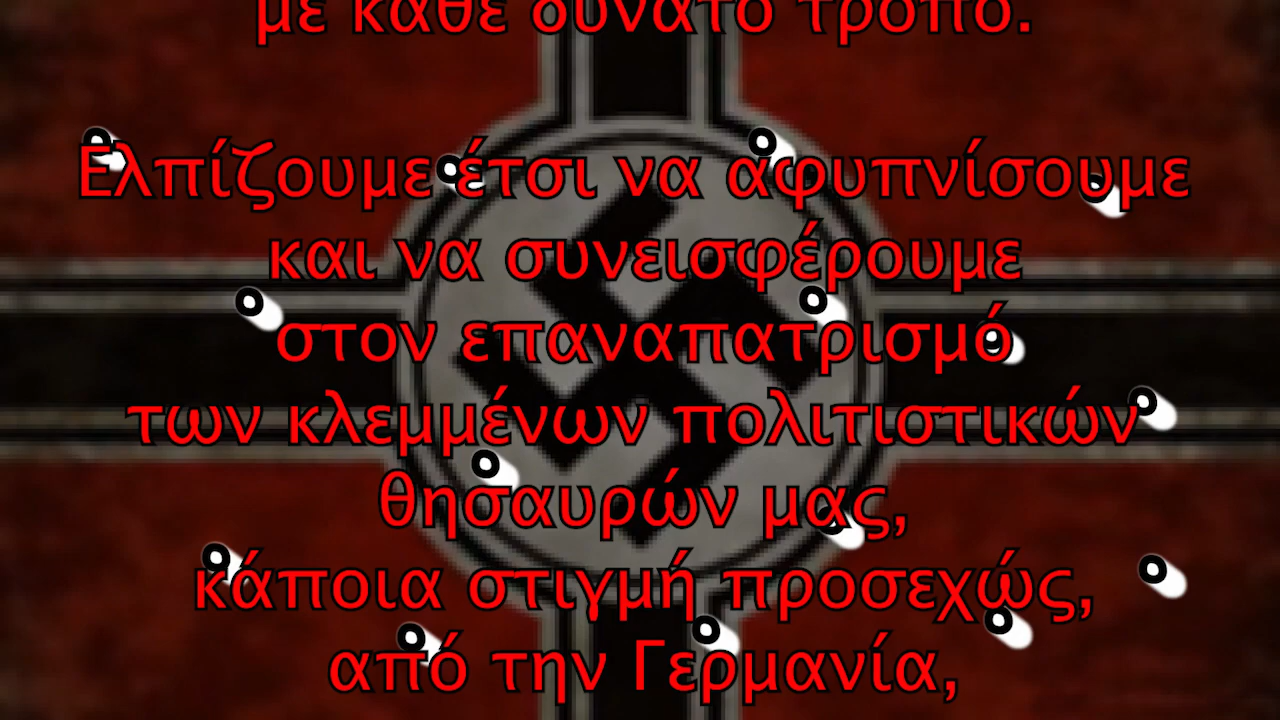 με κάθε δυνατό τρόπο.
Ελπίζουμε έτσι να αφυπνίσουμε
και να συνεισφέρουμε
στον επαναπατρισμό
των κλεμμένων πολιτιστικών
θησαυρών μας,
κάποια στιγμή προσεχώς,
από την Γερμανία,